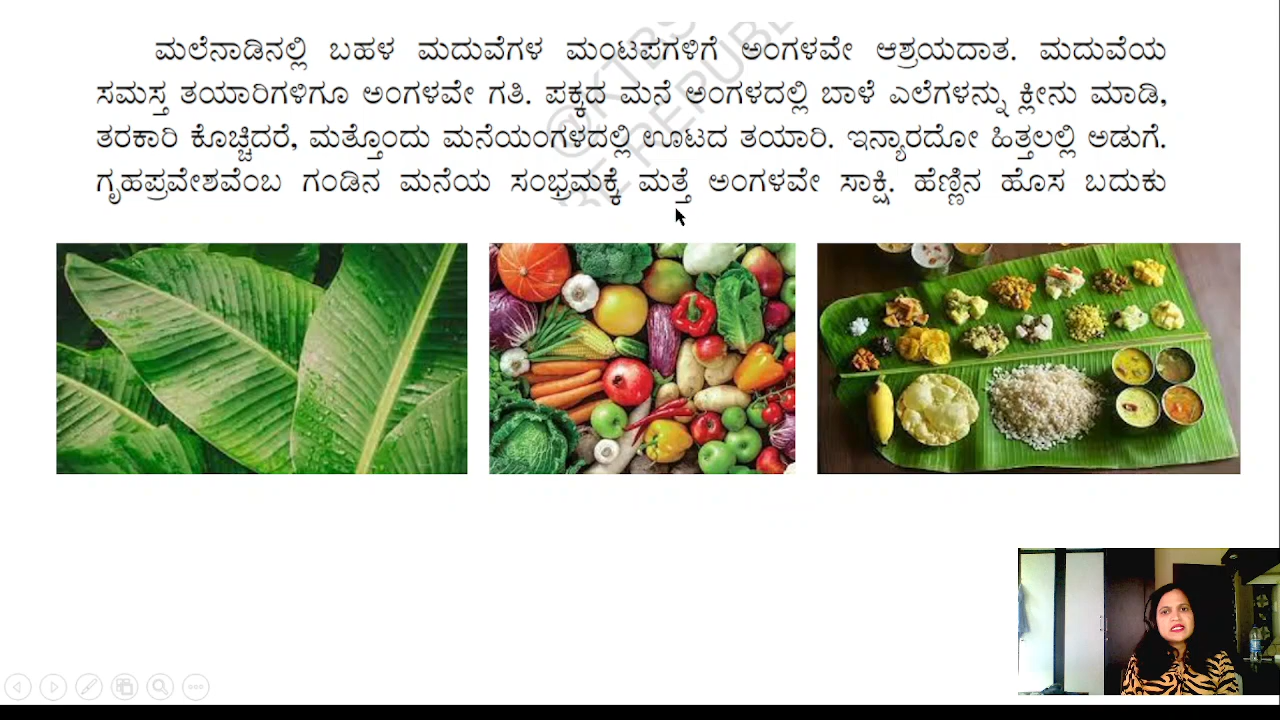 ಮಲೆನಾಡಿನಲ್ಲಿ ಬಹಳ ಮದುವೆಗಳ ಮಂಟಪಗಳಿಗೆ ಅಂಗಳವೇ ಆಶ್ರಯದಾತ. ಮದುವೆಯ
ಸಮಸ್ತ ತಯಾರಿಗಳಿಗೂ ಅಂಗಳವೇ ಗತಿ. ಪಕ್ಕದ ಮನೆ ಅಂಗಳದಲ್ಲಿ ಬಾಳೆ ಎಲೆಗಳನ್ನು ಕ್ಲೀನು ಮಾಡಿ,
ತರಕಾರಿ ಕೊಚ್ಚಿದರೆ, ಮತ್ತೊಂದು ಮನೆಯಂಗಳದಲ್ಲಿ ಊಟದ ತಯಾರಿ. ಇನ್ಯಾರದೋ ಹಿತ್ತಲಲ್ಲಿ ಅಡುಗೆ.
ಗೃಹಪ್ರವೇಶವೆಂಬ ಗಂಡಿನ ಮನೆಯ ಸಂಭ್ರಮಕ್ಕೆ ಮತ್ತೆ ಅಂಗಳವೇ ಸಾಕ್ಷಿ. ಹೆಣ್ಣಿನ ಹೊಸ ಬದುಕು